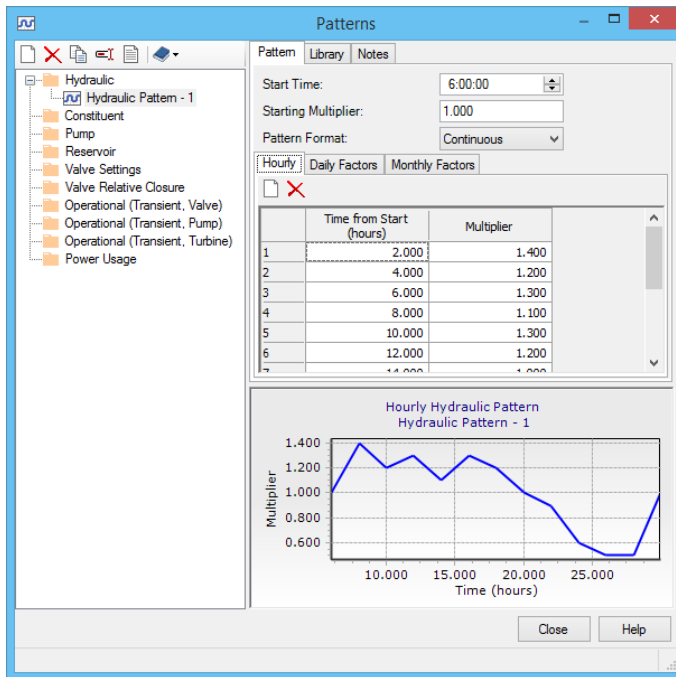 Patterns
Pattern Library Notes
Hydraulic
Hydraulic Pattern - 1
Constituent
Pump
Reservoir
Valve Settings
Valve Relative Closure
Operational (Transient, Valve)
Operational (Transient, Pump)
Operational (Transient, Turbine)
Power Usage
Start Time: 6:00:00
Starting Multiplier: 1.000
Pattern Format: Continuous
Hourly Daily Factors Monthly Factors
Time from Start (hours) Multiplier
1 2.000 1.400
2 4.000 1.200
3 6.000 1.300
4 8.000 1.100
5 10.000 1.300
6 12.000 1.200
7 14.000 1.000
Hourly Hydraulic Pattern
Hydraulic Pattern - 1
Multiplier
1.400
1.200
1.000
0.800
0.600
10.000 15.000 20.000 25.000
Time (hours)
Close Help